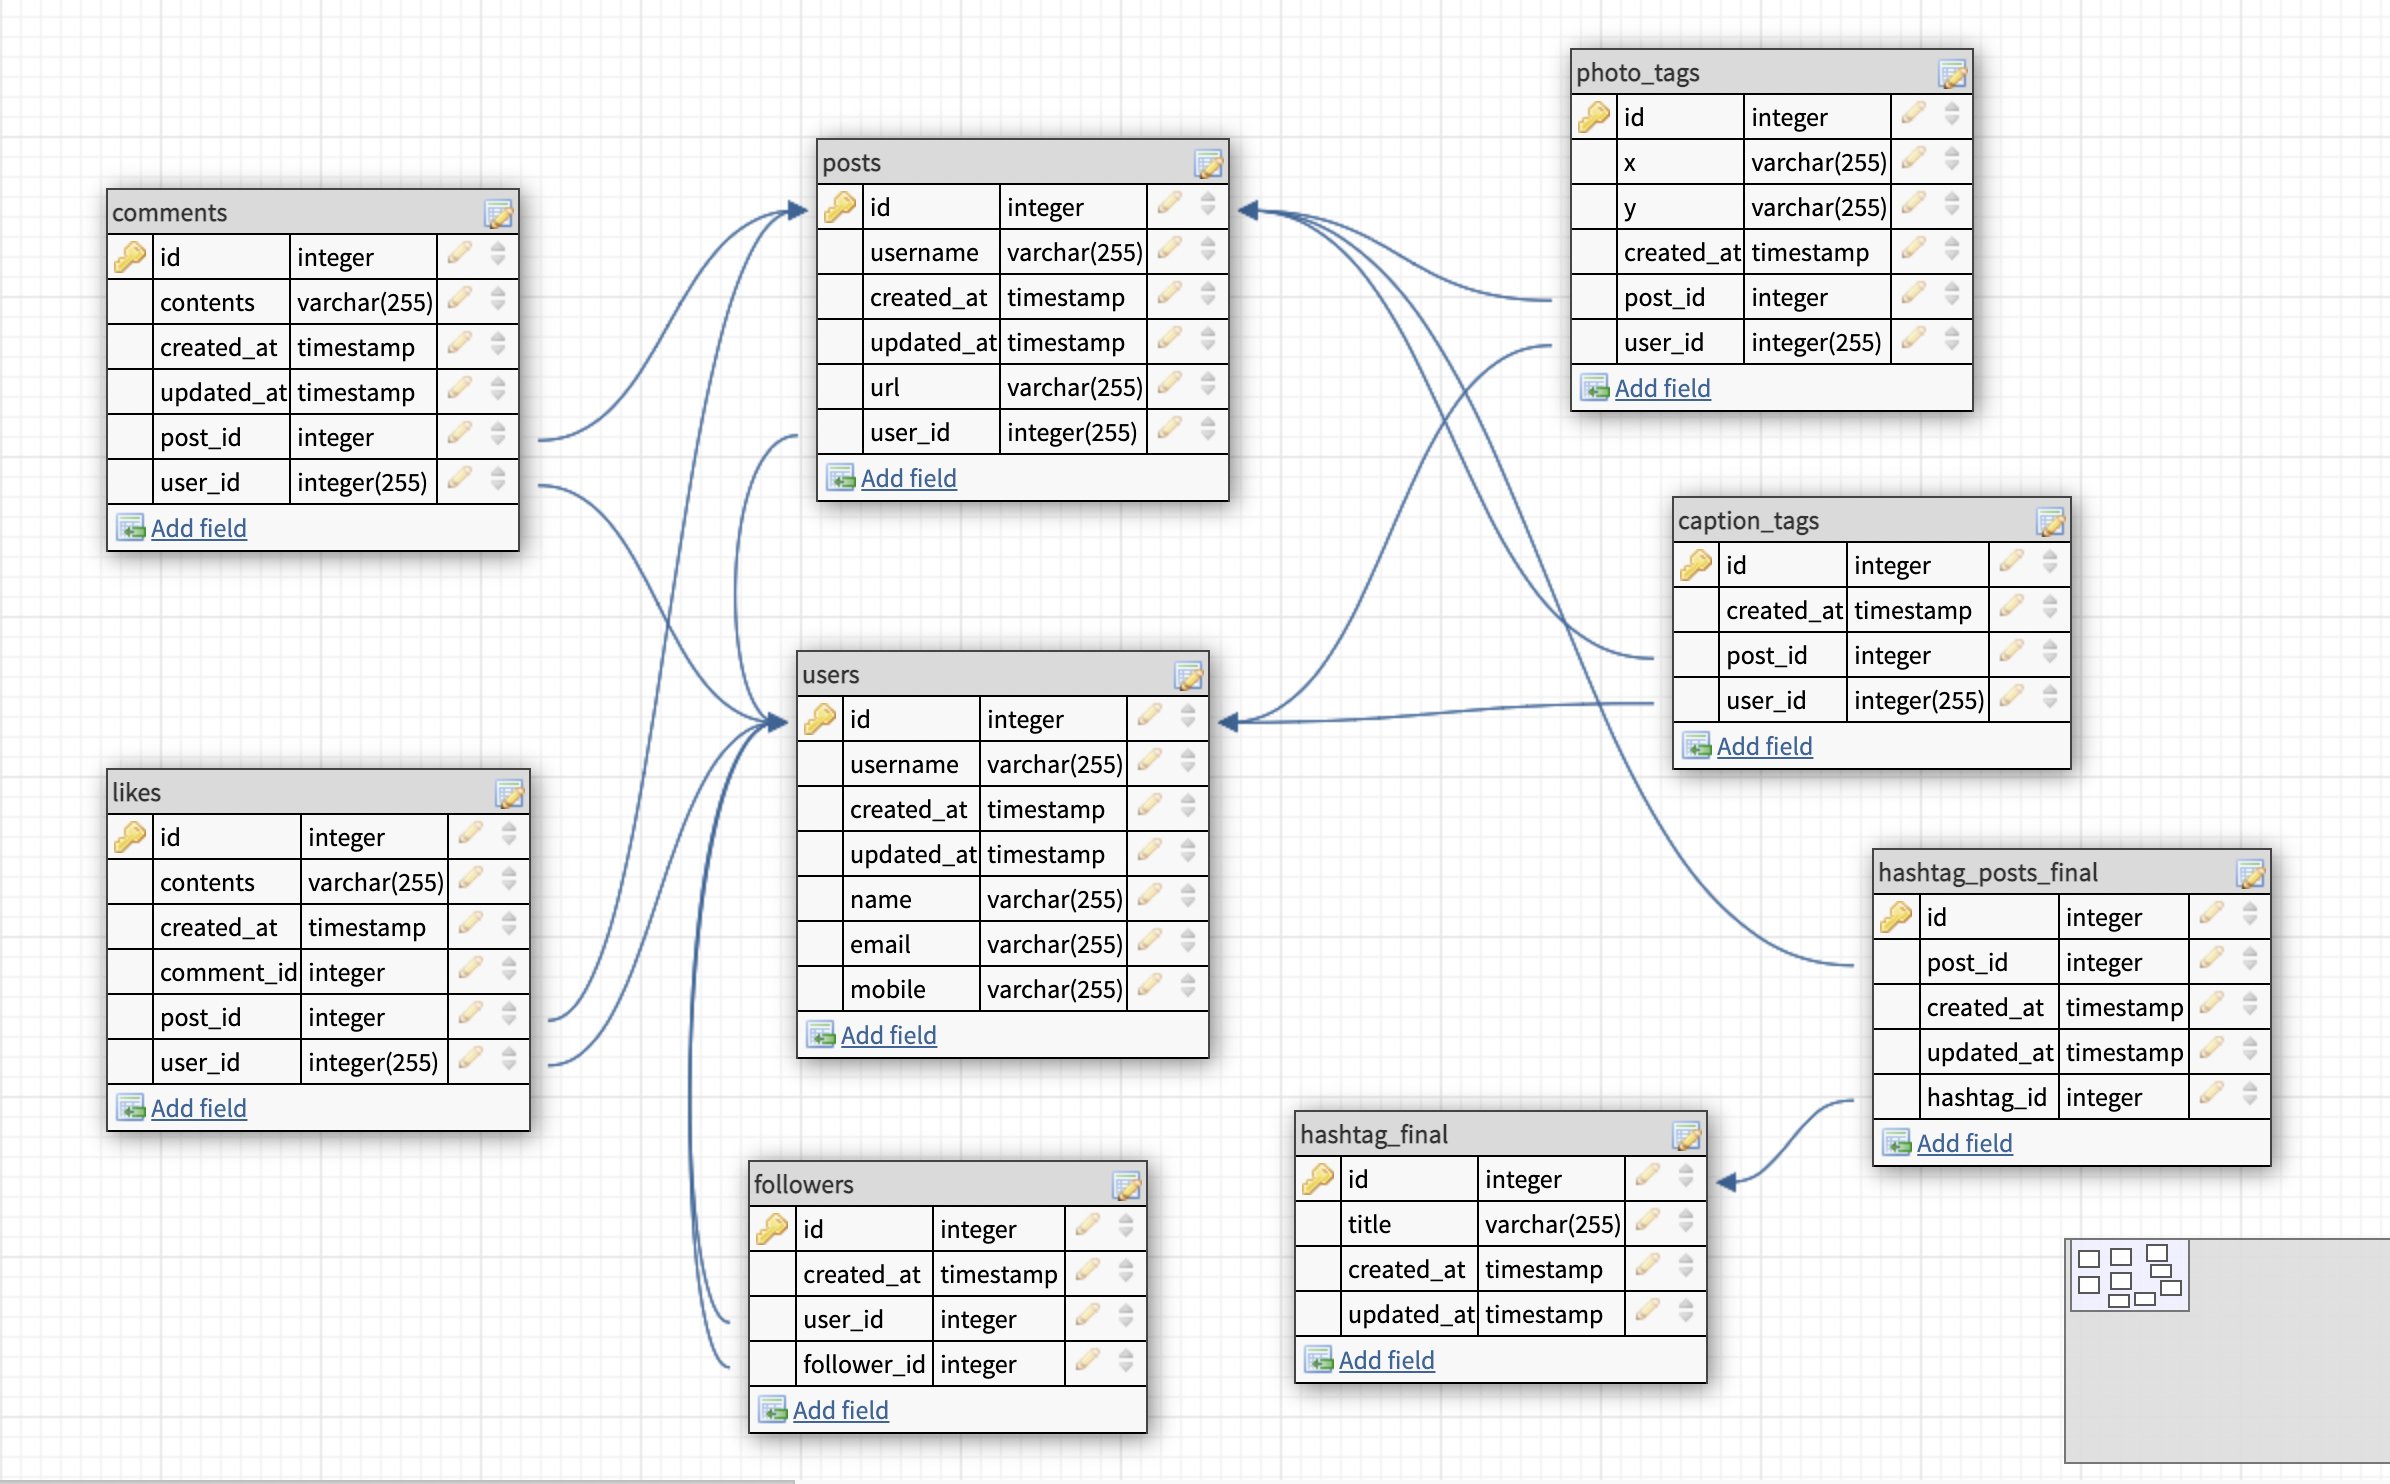 comments
id integer
contents varchar(255)
created_at timestamp
updated_at timestamp
post_id integer
user_id integer(255)
Add field
posts
id integer
username varchar(255)
created_at timestamp
updated_at timestamp
url varchar(255)
user_id integer(255)
Add field
photo_tags
id integer
x varchar(255)
y varchar(255)
created_at timestamp
post_id integer
user_id integer(255)
Add field
caption_tags
id integer
created_at timestamp
post_id integer
user_id integer(255)
Add field
users
id integer
username varchar(255)
created_at timestamp
updated_at timestamp
name varchar(255)
email varchar(255)
mobile varchar(255)
Add field
likes
id integer
contents varchar(255)
created_at timestamp
comment_id integer
post_id integer
user_id integer(255)
Add field
hashtag_posts_final
id integer
post_id integer
created_at timestamp
updated_at timestamp
hashtag_id integer
Add field
followers
id integer
created_at timestamp
user_id integer
follower_id integer
Add field
hashtag_final
id integer
title varchar(255)
created_at timestamp
updated_at timestamp
Add field